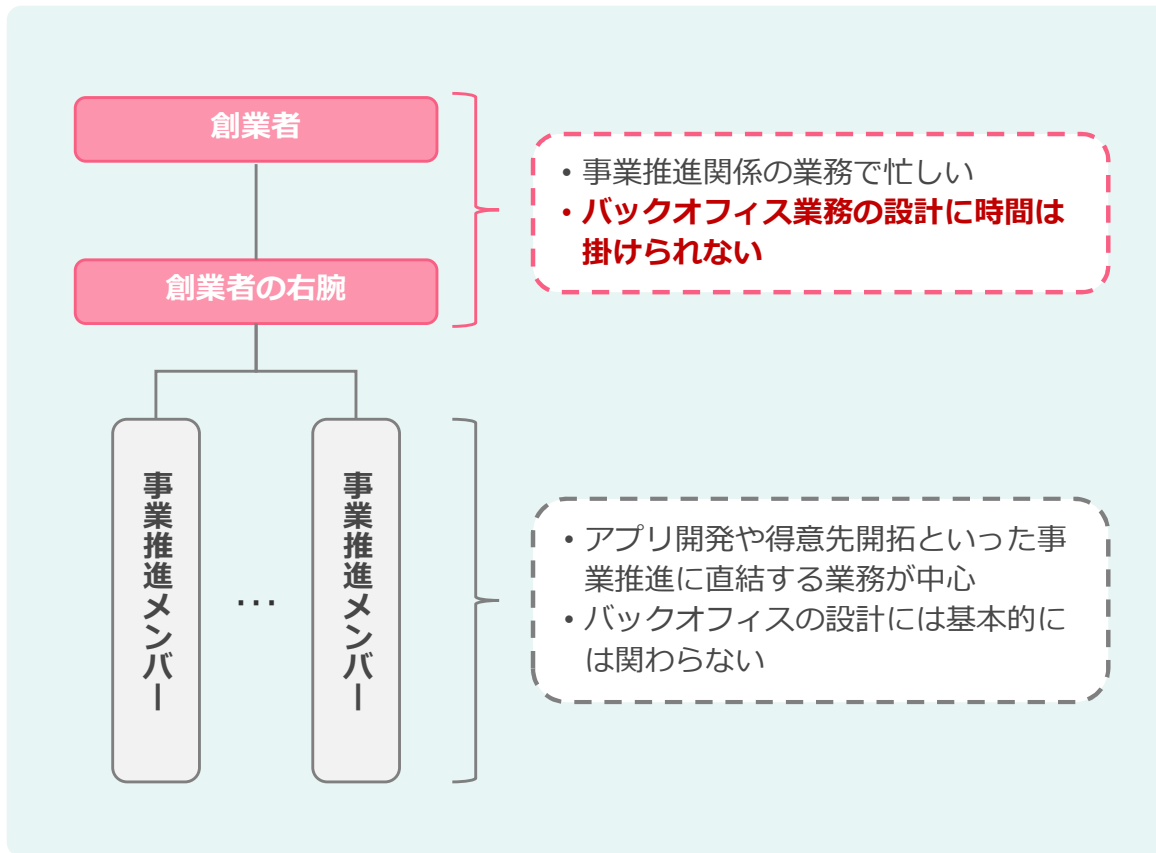 創業者
・事業推進関係の業務で忙しい
・バックオフィス業務の設計に時間は
掛けられない
創業者の右腕
事業推進メンバー
…
事業推進メンバー
・アプリ開発や得意先開拓といった事
業推進に直結する業務が中心
・バックオフィスの設計には基本的に
は関わらない